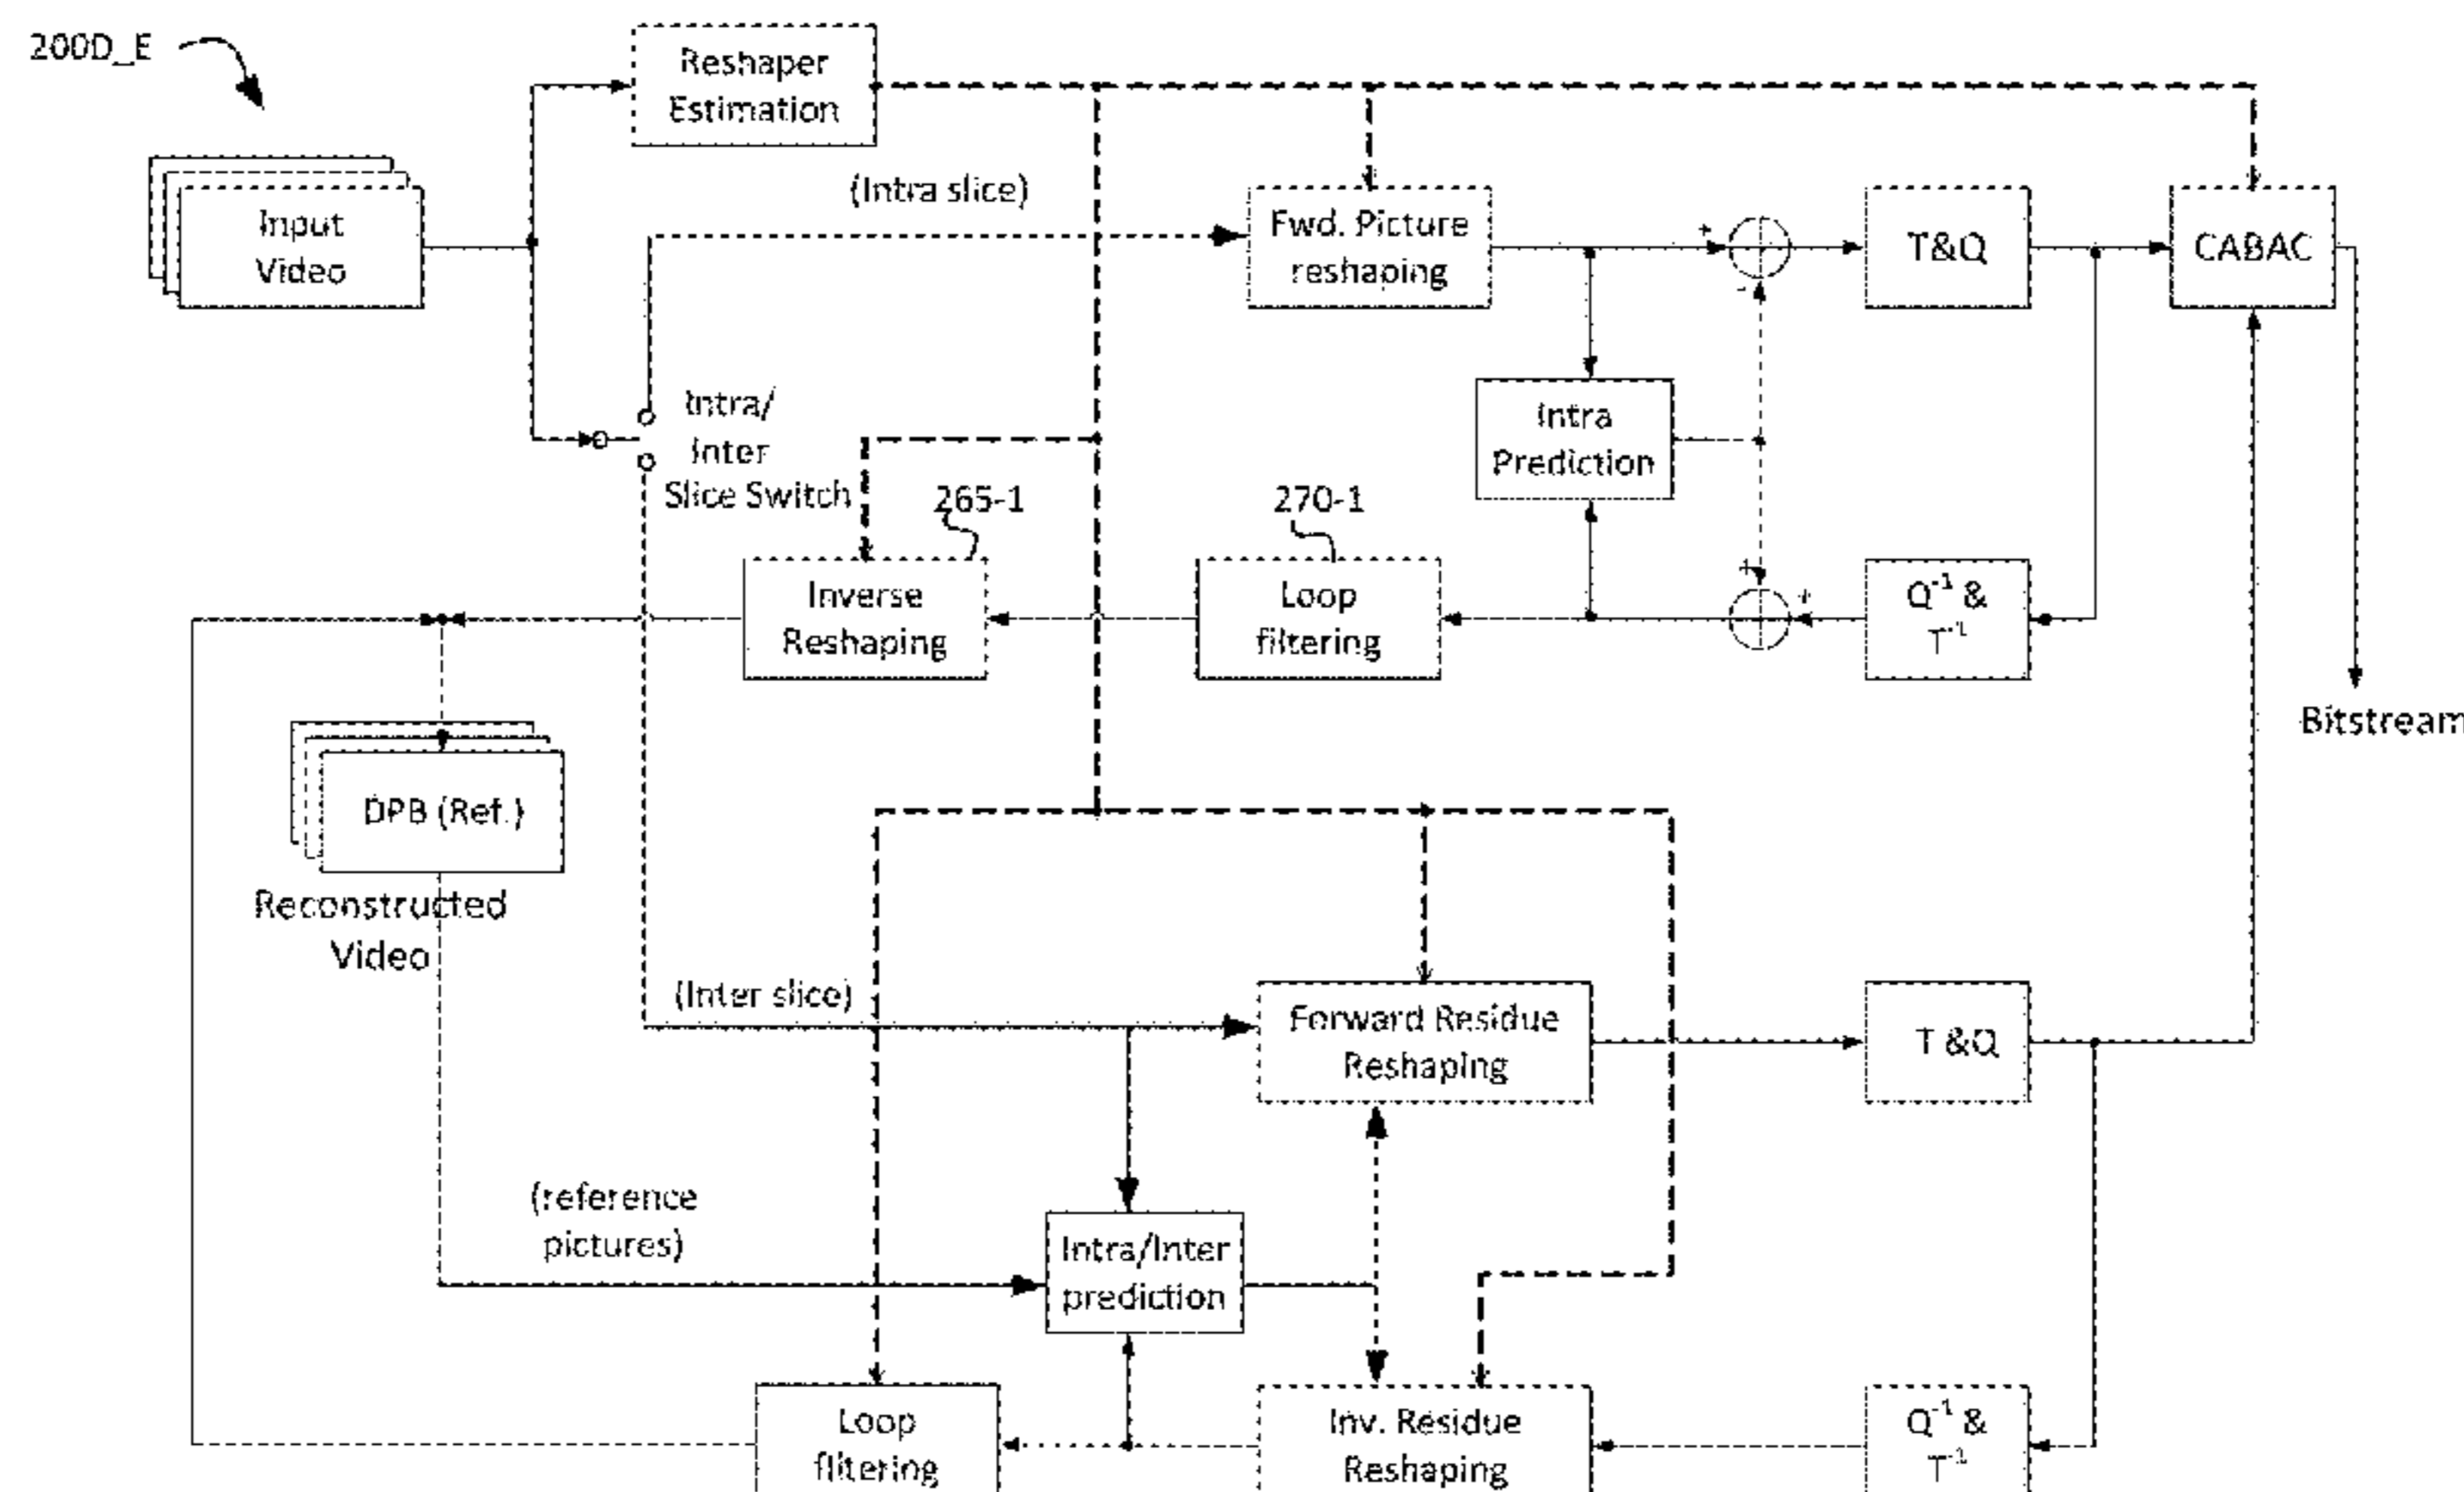 200D_E
Reshaper
Estimation
Input
Video
(Intra slice)
Fwd. Picture
reshaping
+
-
T&Q
CABAC
Intra/
Inter
Slice Switch
Intra
Prediction
265-1
270-1
Inverse
Reshaping
Loop
filtering
+
+
Q⁻¹ &
T⁻¹
Bitstream
DPB (Ref.)
Reconstructed
Video
(Inter slice)
Forward Residue
Reshaping
T &Q
(reference
pictures)
Intra/Inter
prediction
Loop
flitering
Inv. Residue
Reshaping
Q⁻¹ &
T⁻¹